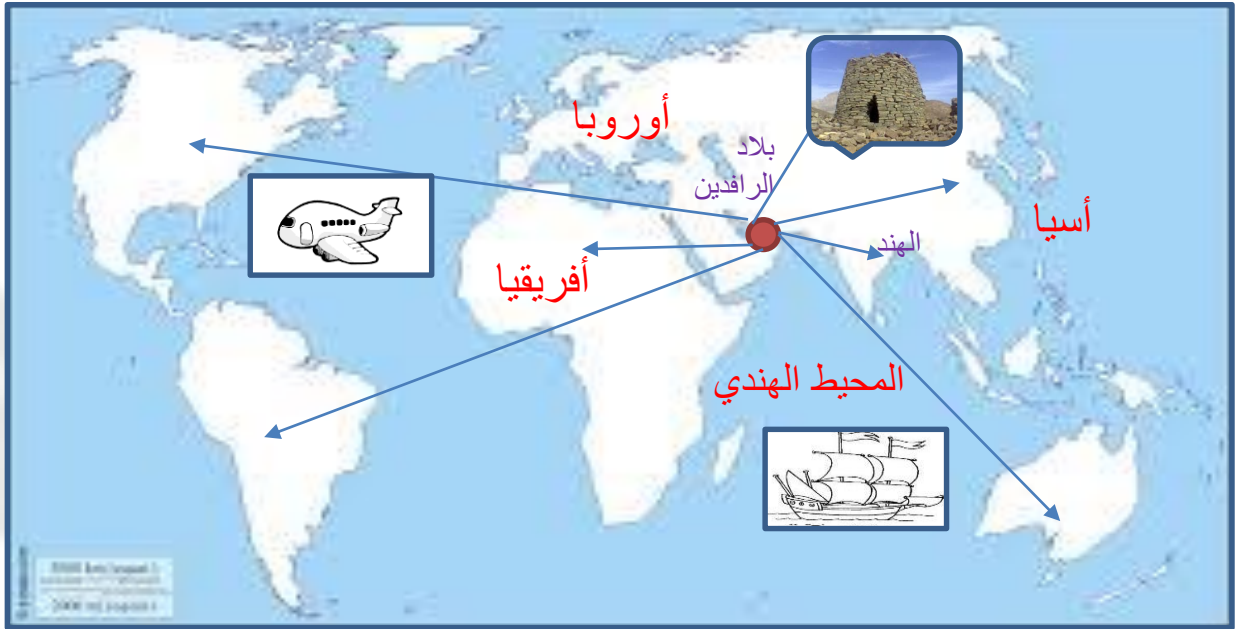 أوروبا
بلاد
الرافدين
أسيا
الهند
أفريقيا
المحيط الهندي